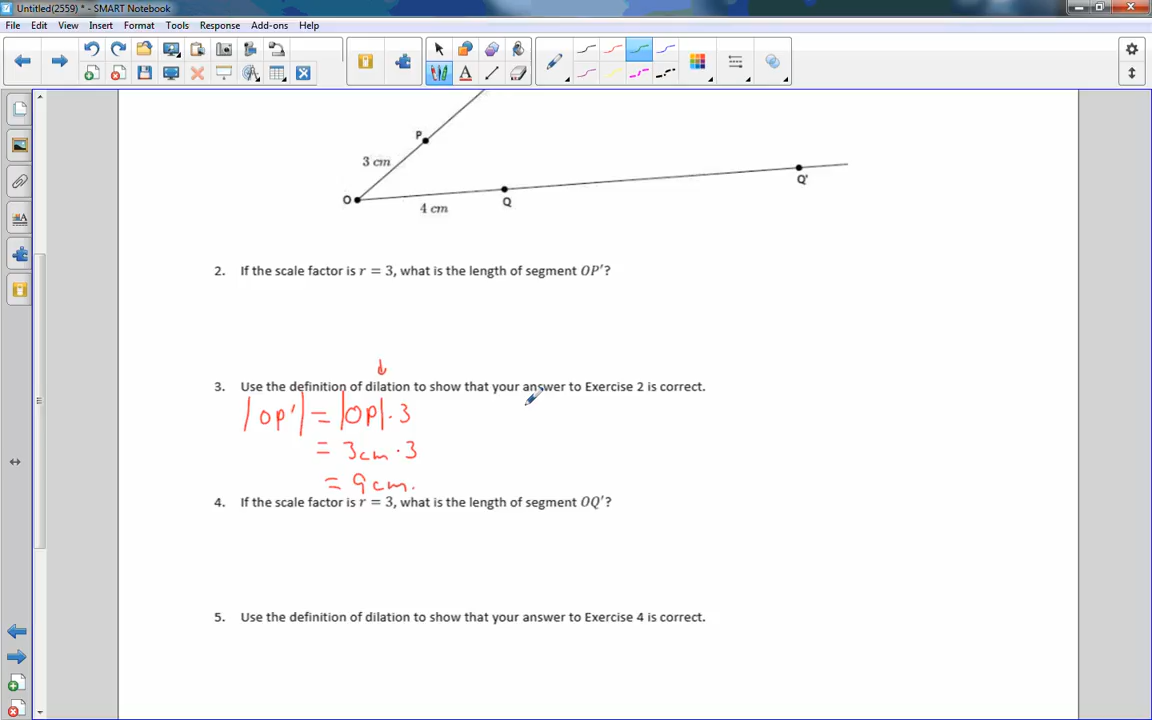 Untitled(2559) * - SMART Notebook
File Edit View Insert Format Tools Response Add-ons Help
P
3 cm
O
4 cm
Q
Q'
2. If the scale factor is r = 3, what is the length of segment OP′?
3. Use the definition of dilation to show that your answer to Exercise 2 is correct.
|OP'| = |OP| · 3
= 3cm · 3
= 9cm.
4. If the scale factor is r = 3, what is the length of segment OQ′?
5. Use the definition of dilation to show that your answer to Exercise 4 is correct.